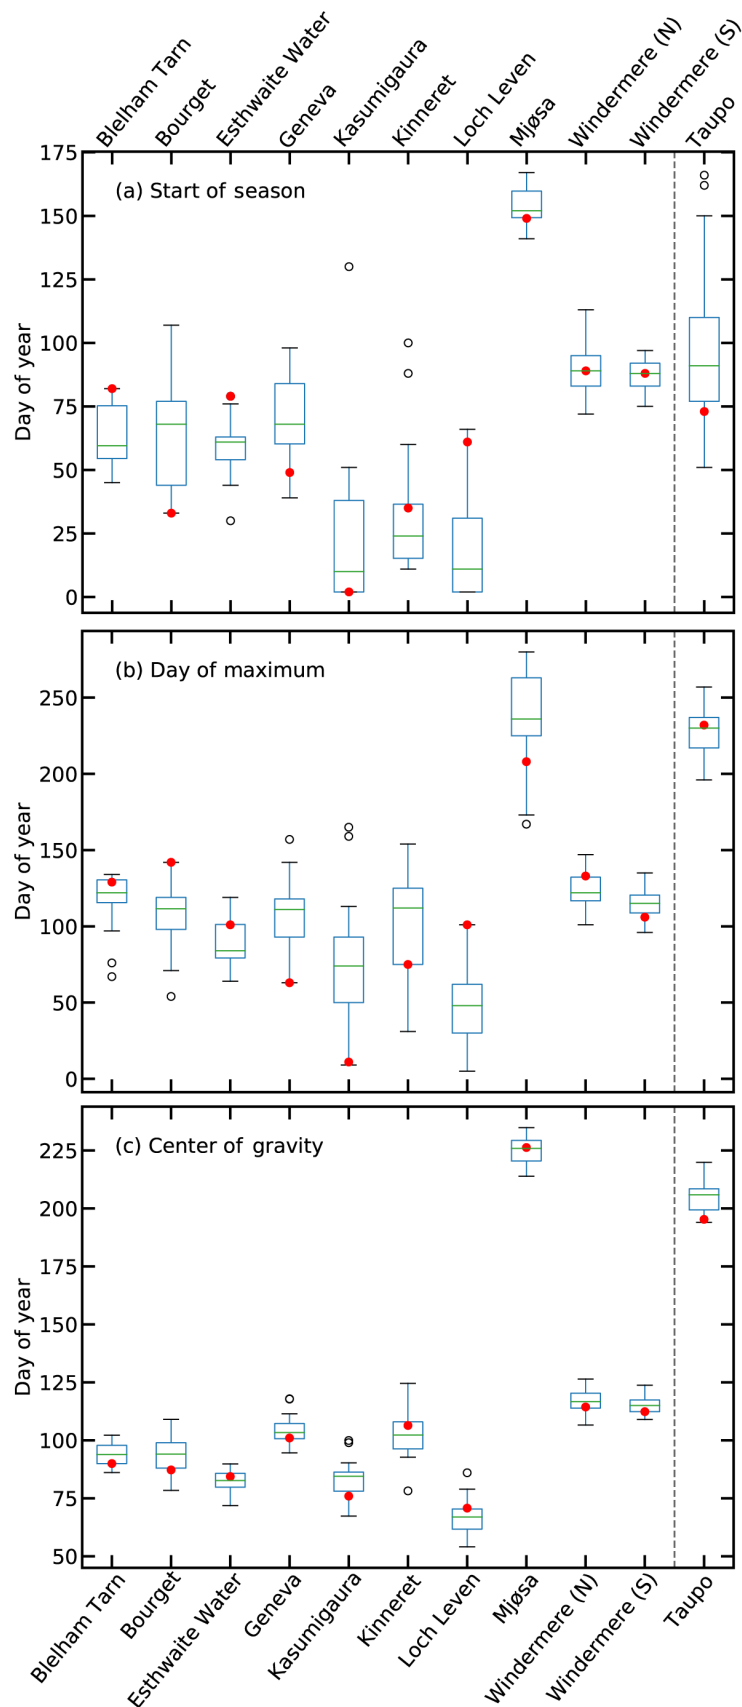 Blelham Tarn
Bourget
Esthwaite Water
Geneva
Kasumigaura
Kinneret
Loch Leven
Mjøsa
Windermere (N)
Windermere (S)
Taupo
(a) Start of season
Day of year
175
150
125
100
75
50
25
0
(b) Day of maximum
Day of year
250
200
150
100
50
0
(c) Center of gravity
Day of year
225
200
175
150
125
100
75
50
Blelham Tarn
Bourget
Esthwaite Water
Geneva
Kasumigaura
Kinneret
Loch Leven
Mjøsa
Windermere (N)
Windermere (S)
Taupo